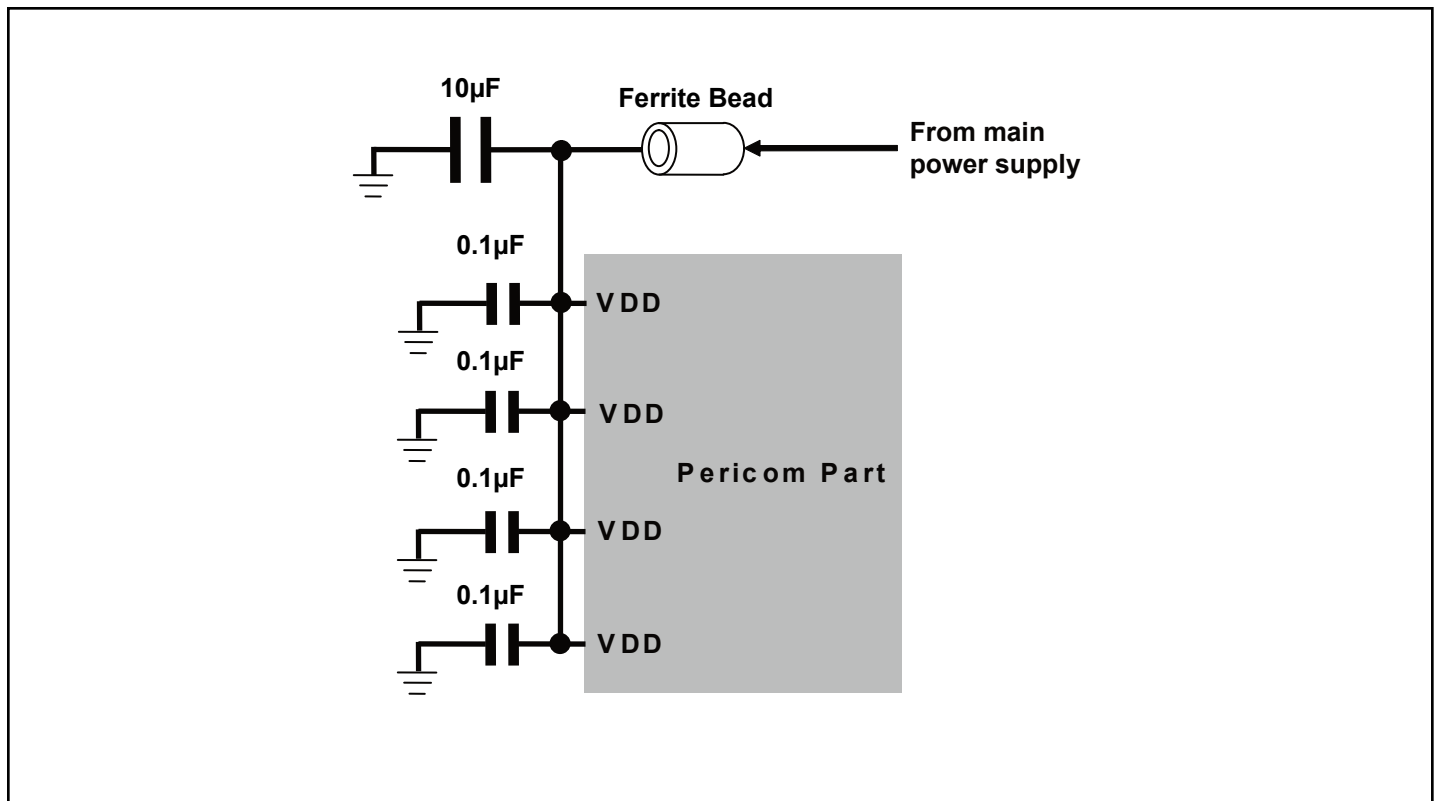 10µF
Ferrite Bead
From main
power supply
0.1µF
VDD
0.1µF
VDD
Pericom Part
0.1µF
VDD
0.1µF
VDD